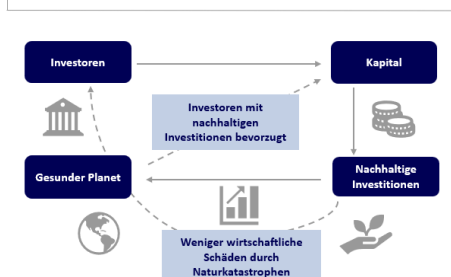 Investoren
Kapital
Investoren mit
nachhaltigen
Investitionen bevorzugt
Gesunder Planet
Nachhaltige
Investitionen
Weniger wirtschaftliche
Schäden durch
Naturkatastrophen